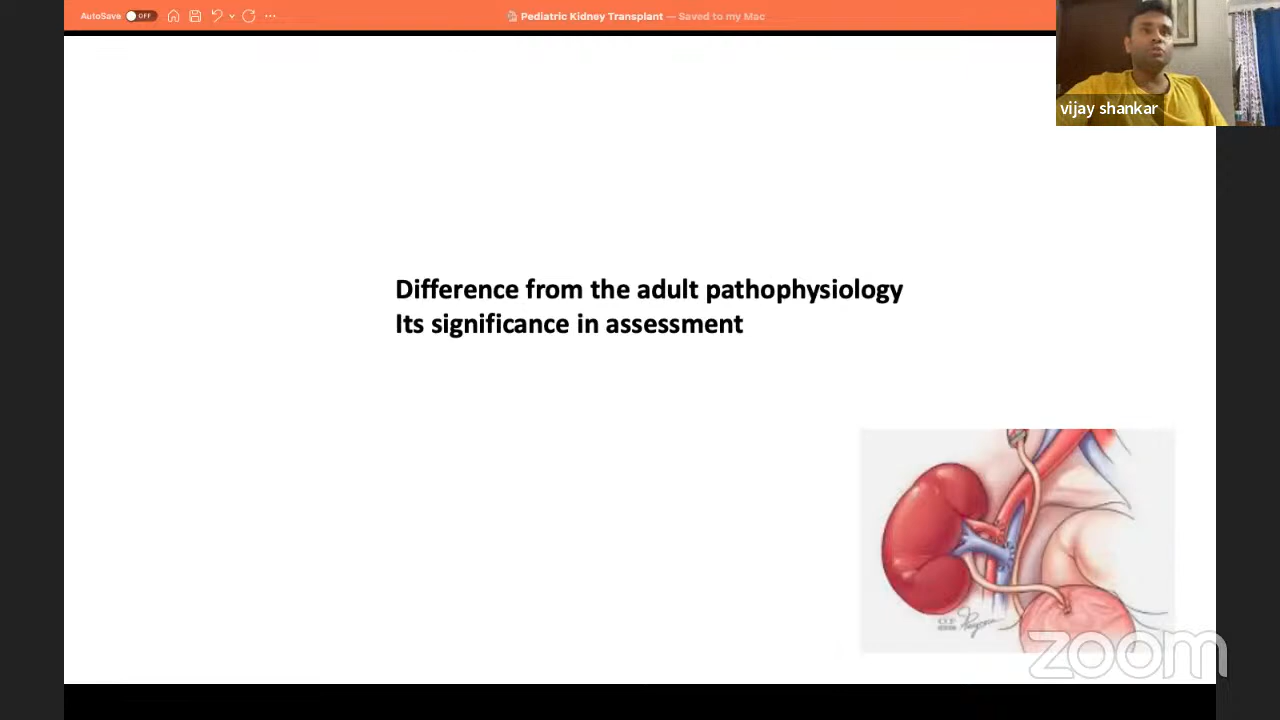 AutoSave OFF
Pediatric Kidney Transplant — Saved to my Mac
vijay shankar
Difference from the adult pathophysiology
Its significance in assessment
zoom